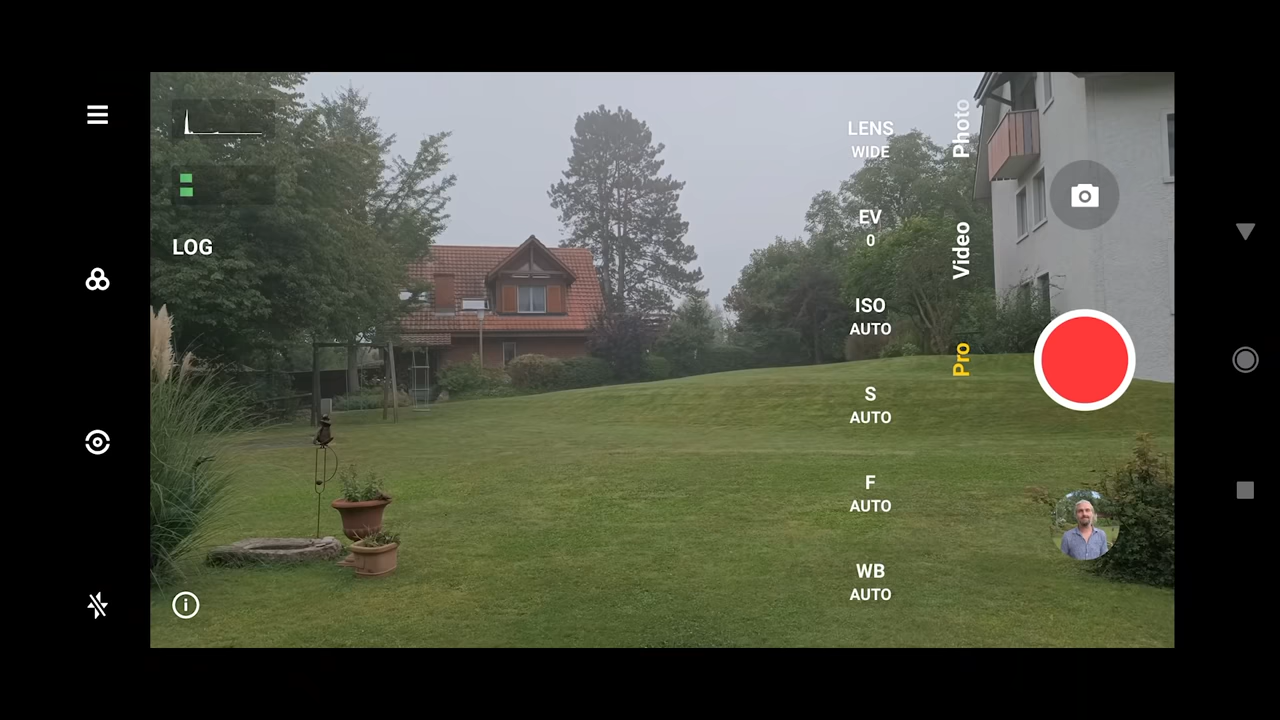 LOG
LENS
WIDE
EV
0
ISO
AUTO
S
AUTO
F
AUTO
WB
AUTO
Photo
Video
Pro